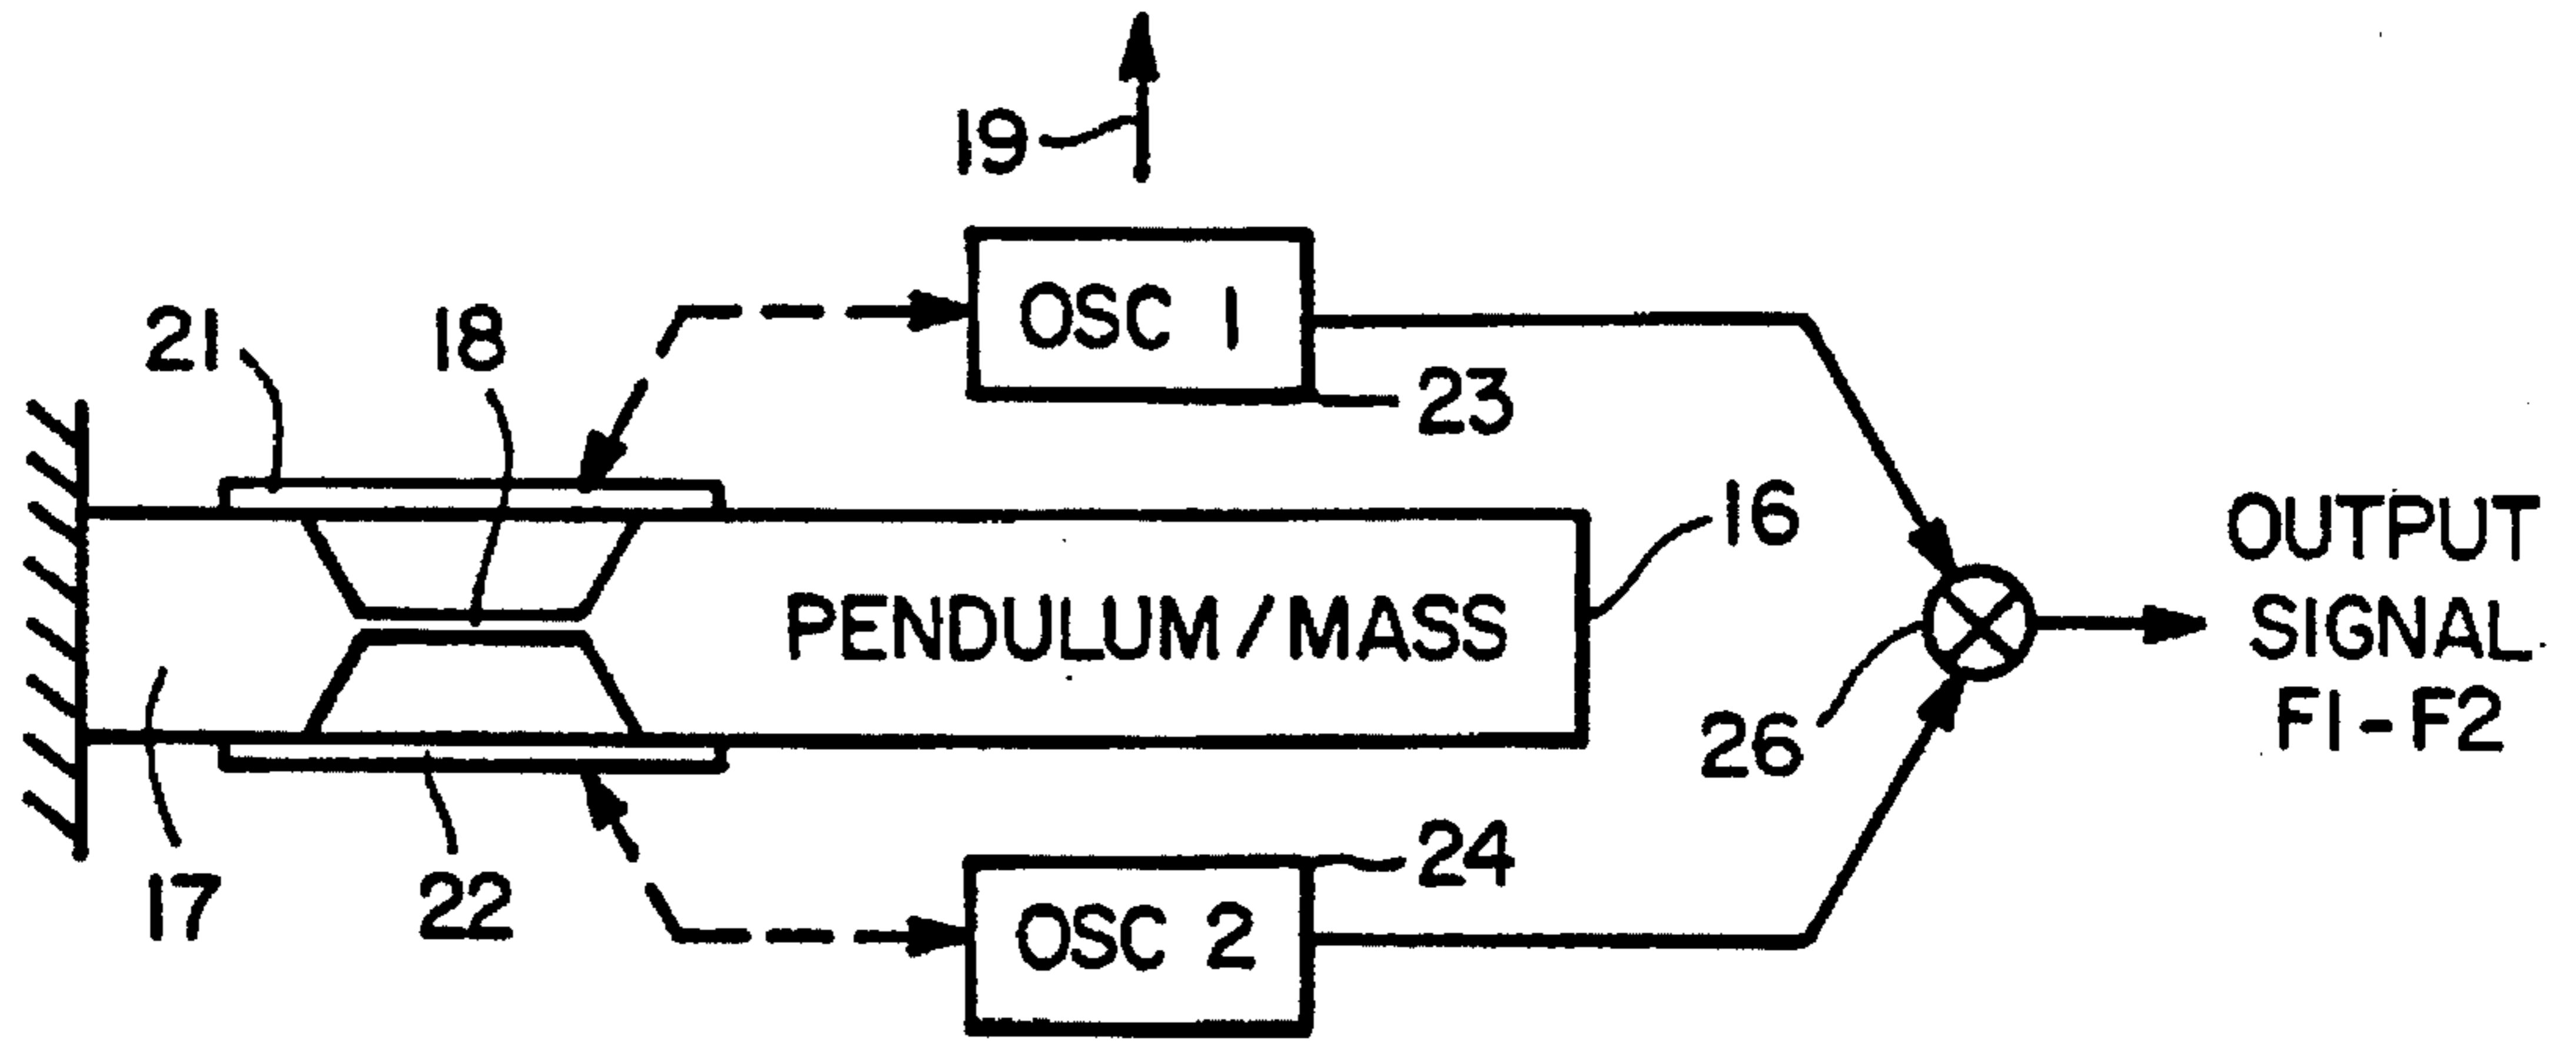 19
OSC 1
21
18
23
16
PENDULUM/MASS
OUTPUT
SIGNAL
F1-F2
26
24
17
22
OSC 2